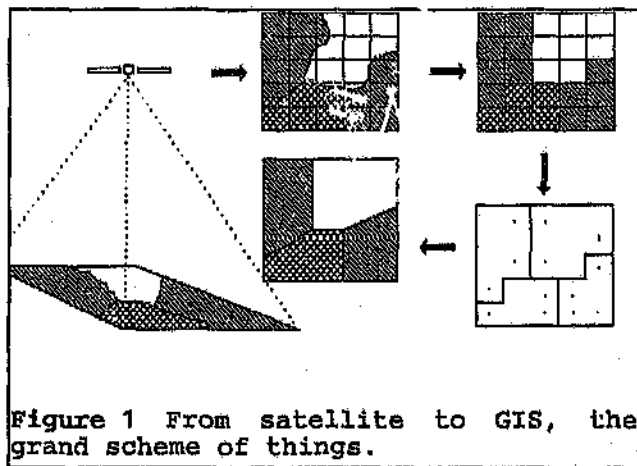 Figure 1 From satellite to GIS, the
grand scheme of things.